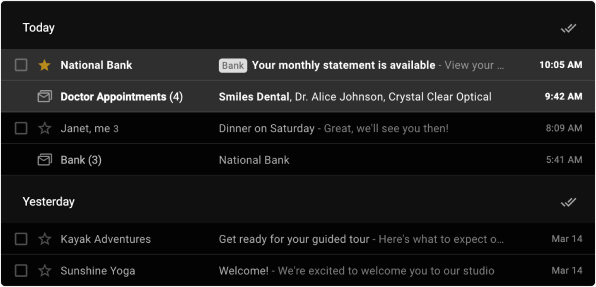 Today
National Bank Bank Your monthly statement is available - View your ... 10:05 AM
Doctor Appointments (4) Smiles Dental, Dr. Alice Johnson, Crystal Clear Optical 9:42 AM
Janet, me 3 Dinner on Saturday - Great, we'll see you then! 8:09 AM
Bank (3) National Bank 5:41 AM
Yesterday
Kayak Adventures Get ready for your guided tour - Here's what to expect o... Mar 14
Sunshine Yoga Welcome! - We're excited to welcome you to our studio Mar 14